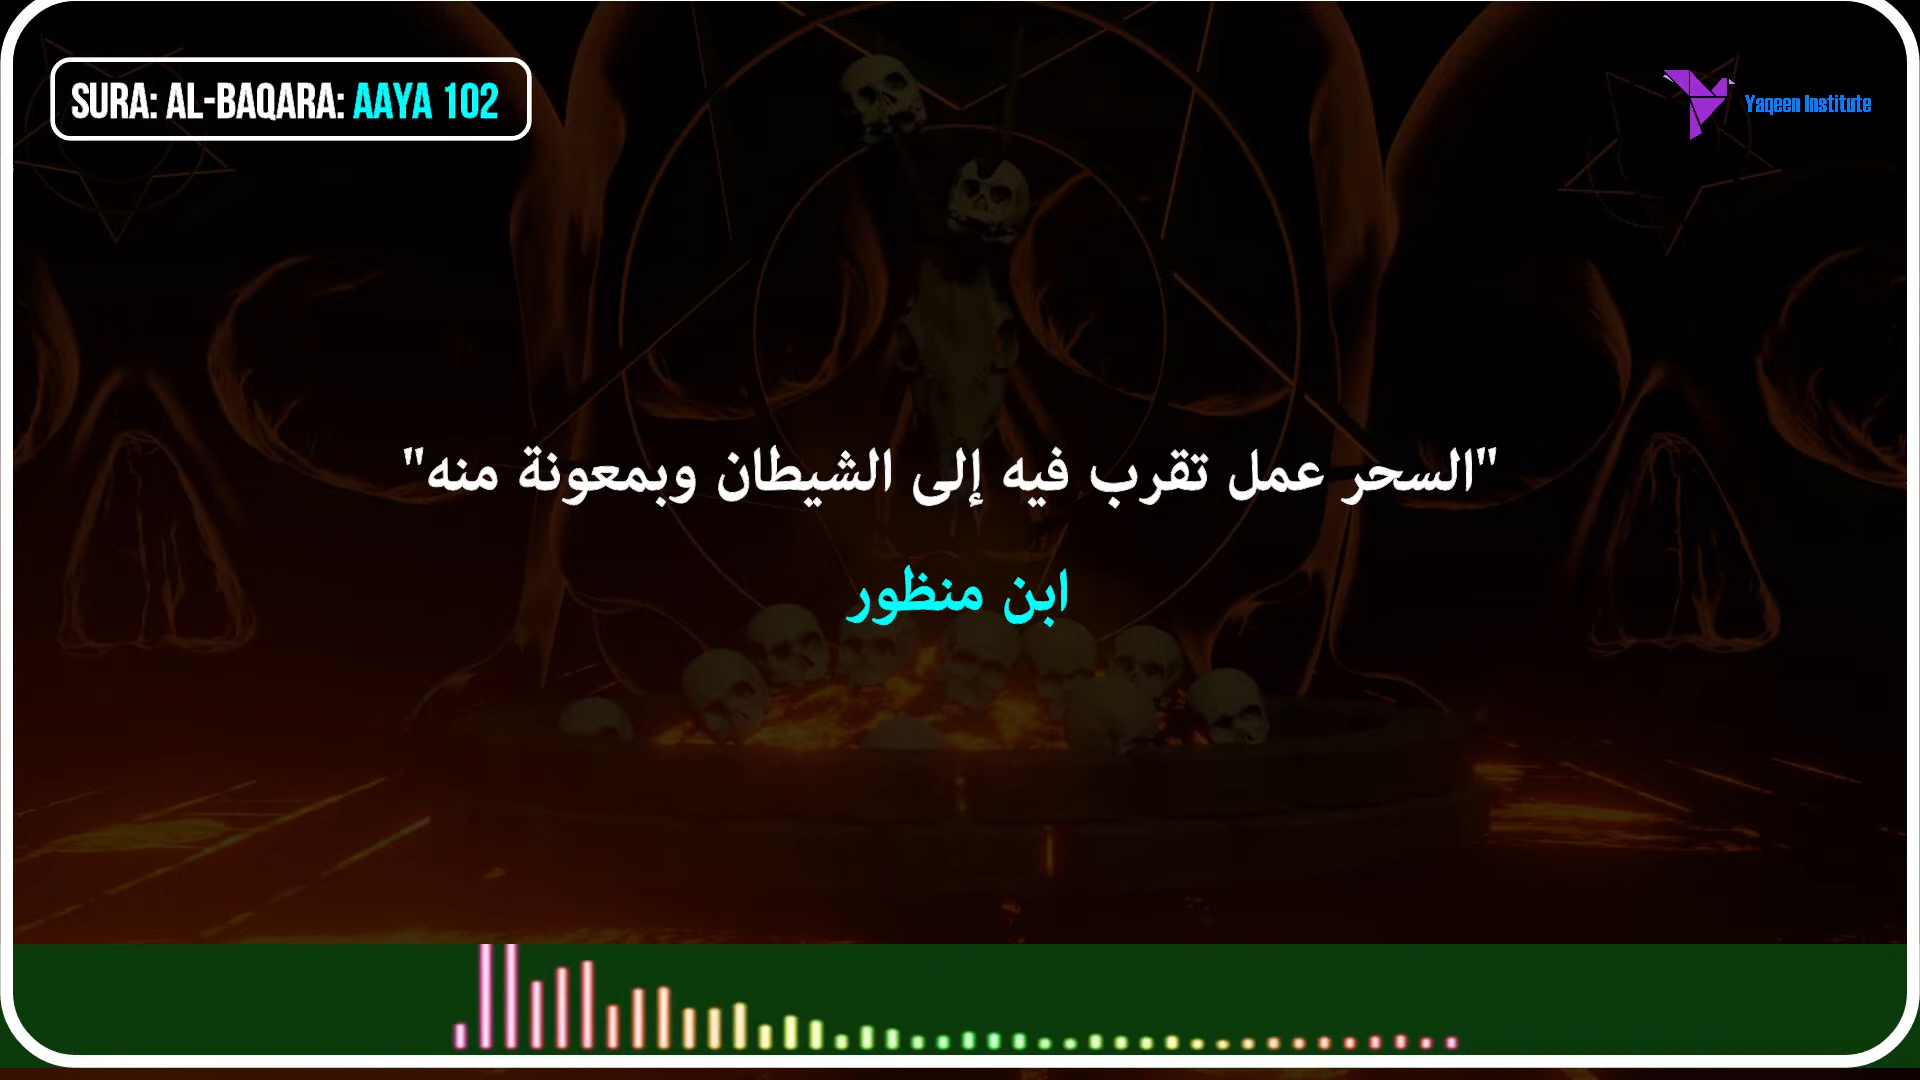 SURA: AL-BAQARA: AAYA 102
Yaqeen Institute
"السحر عمل تقرب فيه إلى الشيطان وبمعونة منه"
ابن منظور